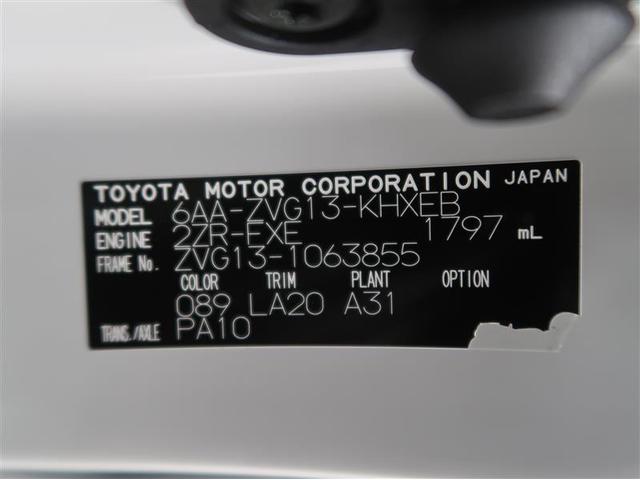 TOYOTA MOTOR CORPORATION JAPAN
MODEL 6AA-ZVG13-KHXEB
ENGINE 2ZR-FXE 1797 mL
FRAME No. ZVG13-1063855
COLOR TRIM PLANT OPTION
089 LA20 A31
TRANS./AXLE PA10